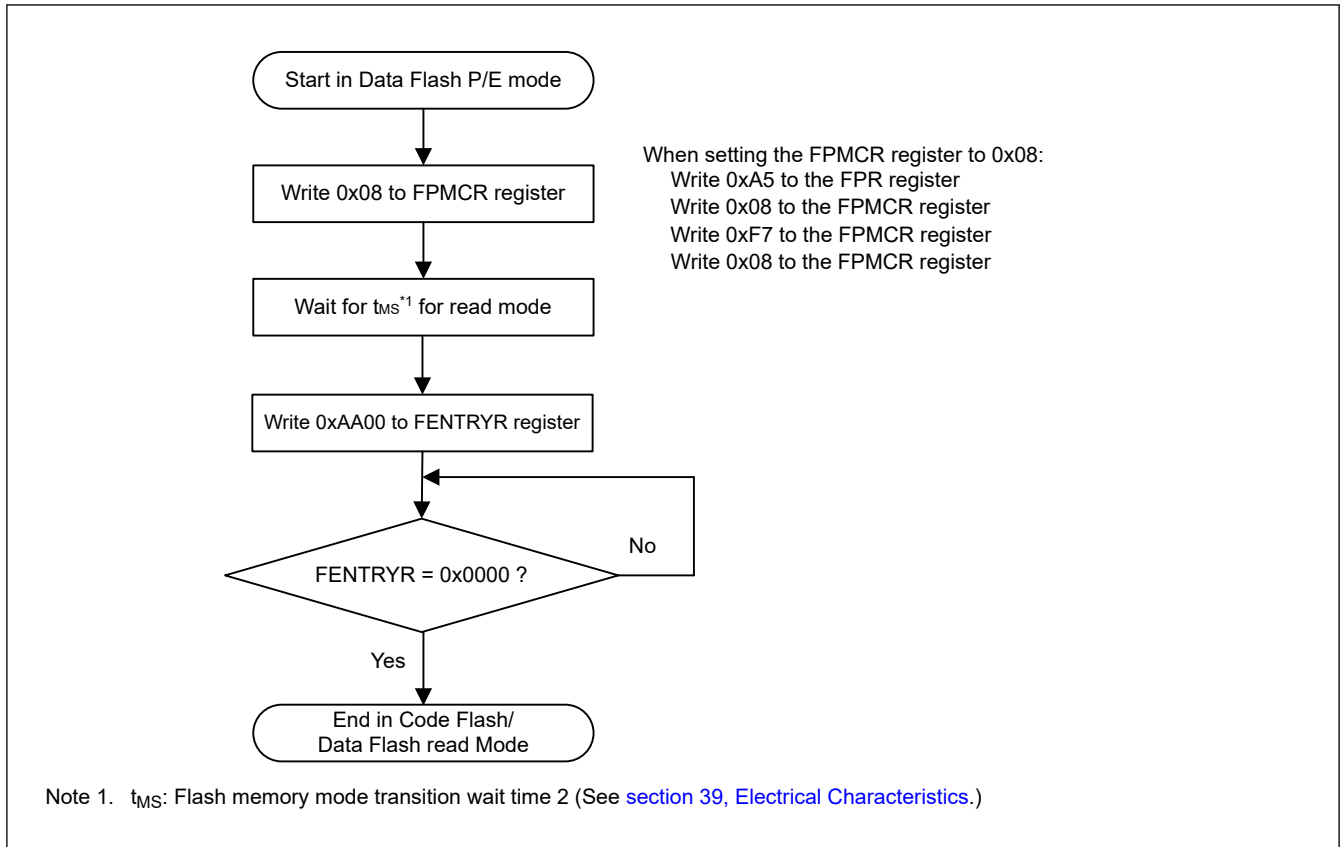 Start in Data Flash P/E mode
Write 0x08 to FPMCR register
When setting the FPMCR register to 0x08:
Write 0xA5 to the FPR register
Write 0x08 to the FPMCR register
Write 0xF7 to the FPMCR register
Write 0x08 to the FPMCR register
Wait for tMS*1 for read mode
Write 0xAA00 to FENTRYR register
No
FENTRYR = 0x0000 ?
Yes
End in Code Flash/
Data Flash read Mode
Note 1. tMS: Flash memory mode transition wait time 2 (See section 39, Electrical Characteristics.)